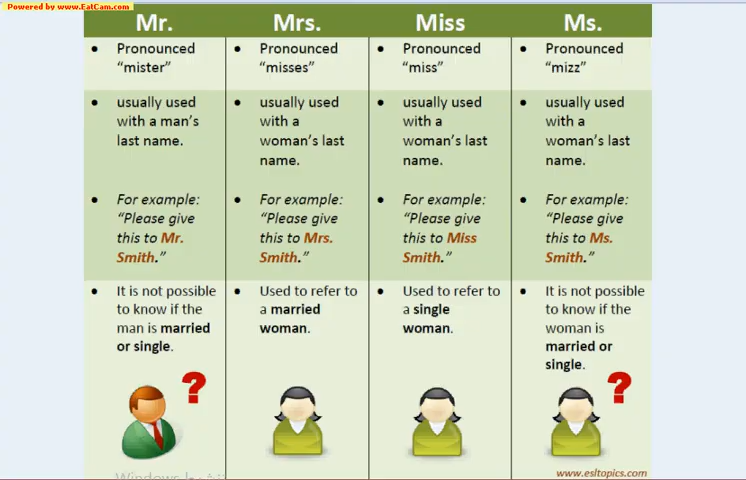 Powered by www.EatCam.com
Mr.
Mrs.
Miss
Ms.
• Pronounced
“mister”
• Pronounced
“misses”
• Pronounced
“miss”
• Pronounced
“mizz”
• usually used
with a man’s
last name.
• usually used
with a
woman’s last
name.
• usually used
with a
woman’s last
name.
• usually used
with a
woman’s last
name.
• For example:
“Please give
this to Mr.
Smith.”
• For example:
“Please give
this to Mrs.
Smith.”
• For example:
“Please give
this to Miss
Smith.”
• For example:
“Please give
this to Ms.
Smith.”
• It is not possible
to know if the
man is married
or single.
• Used to refer to
a married
woman.
• Used to refer to
a single
woman.
• It is not possible
to know if the
woman is
married or
single.
?
?
Windows
www.esltopics.com